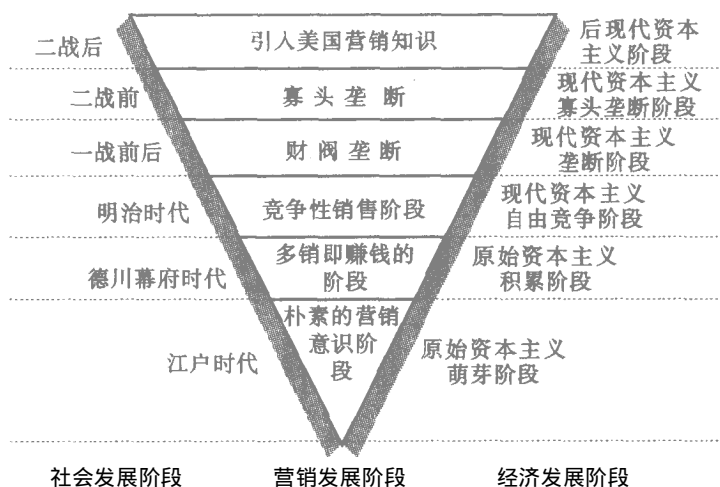 二战后
引入美国营销知识
后现代资本
主义阶段
二战前
寡头垄断
现代资本主义
寡头垄断阶段
一战前后
财阀垄断
现代资本主义
垄断阶段
明治时代
竞争性销售阶段
现代资本主义
自由竞争阶段
德川幕府时代
多销即赚钱的
阶段
原始资本主义
积累阶段
江户时代
朴素的营销
意识阶
段
原始资本主义
萌芽阶段
社会发展阶段
营销发展阶段
经济发展阶段